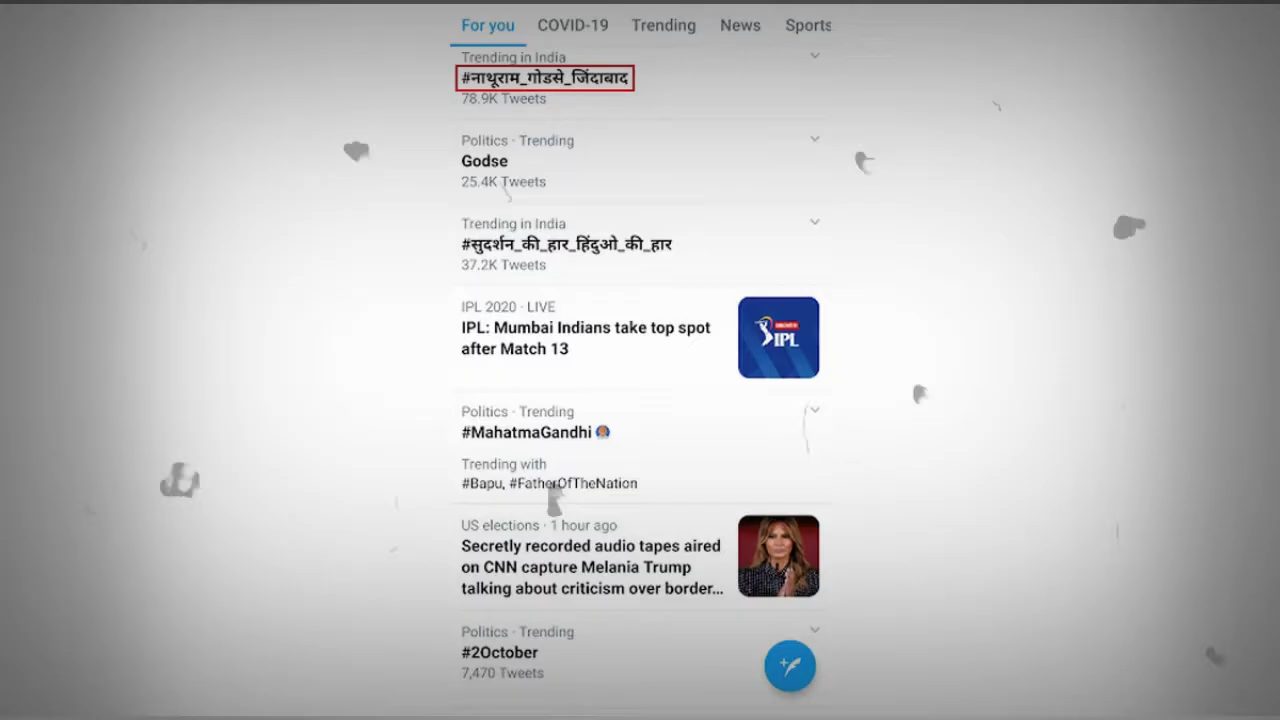 For you COVID-19 Trending News Sports
Trending in India
#नाथूराम_गोडसे_जिंदाबाद
78.9K Tweets
Politics · Trending
Godse
25.4K Tweets
Trending in India
#सुदर्शन_की_हार_हिंदुओ_की_हार
37.2K Tweets
IPL 2020 · LIVE
IPL: Mumbai Indians take top spot
after Match 13
IPL
Politics · Trending
#MahatmaGandhi
Trending with
#Bapu, #FatherOfTheNation
US elections · 1 hour ago
Secretly recorded audio tapes aired
on CNN capture Melania Trump
talking about criticism over border...
Politics · Trending
#2October
7,470 Tweets